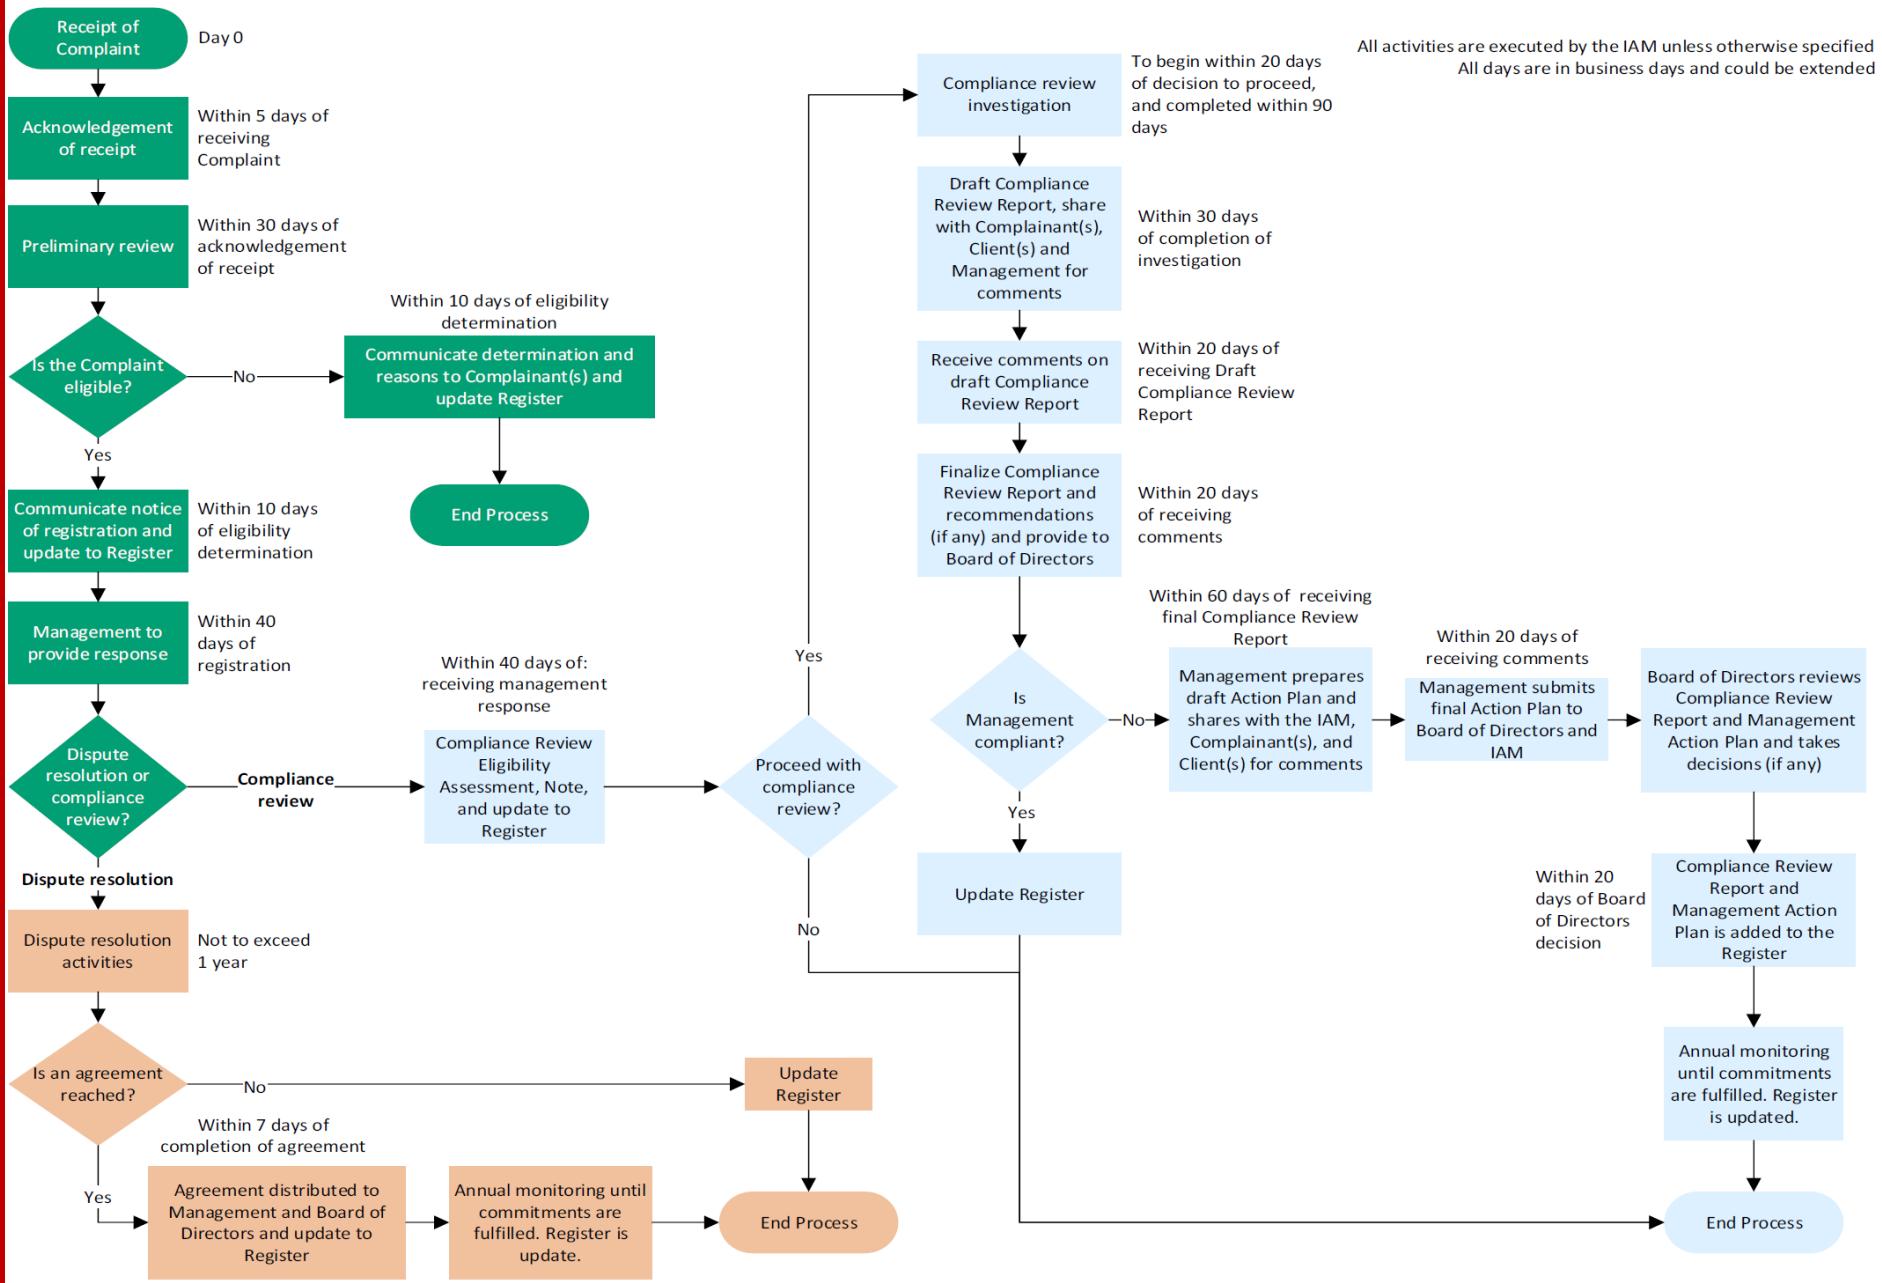 Receipt of
Complaint
Day 0
Acknowledgement
of receipt
Within 5 days of
receiving
Complaint
Preliminary review
Within 30 days of
acknowledgement
of receipt
Is the Complaint
eligible?
No
Within 10 days of eligibility
determination
Communicate determination and
reasons to Complainant(s) and
update Register
End Process
Yes
Communicate notice
of registration and
update to Register
Within 10 days
of eligibility
determination
Management to
provide response
Within 40
days of
registration
Dispute
resolution or
compliance
review?
Compliance
review
Within 40 days of:
receiving management
response
Compliance Review
Eligibility
Assessment, Note,
and update to
Register
Proceed with
compliance
review?
Yes
No
Dispute resolution
Dispute resolution
activities
Not to exceed
1 year
Is an agreement
reached?
No
Update
Register
Yes
Within 7 days of
completion of agreement
Agreement distributed to
Management and Board of
Directors and update to
Register
Annual monitoring until
commitments are
fulfilled. Register is
update.
End Process
All activities are executed by the IAM unless otherwise specified
All days are in business days and could be extended
Compliance review
investigation
To begin within 20 days
of decision to proceed,
and completed within 90
days
Draft Compliance
Review Report, share
with Complainant(s),
Client(s) and
Management for
comments
Within 30 days
of completion of
investigation
Receive comments on
draft Compliance
Review Report
Within 20 days of
receiving Draft
Compliance Review
Report
Finalize Compliance
Review Report and
recommendations
(if any) and provide to
Board of Directors
Within 20 days
of receiving
comments
Is
Management
compliant?
No
Within 60 days of receiving
final Compliance Review
Report
Management prepares
draft Action Plan and
shares with the IAM,
Complainant(s), and
Client(s) for comments
Within 20 days of
receiving comments
Management submits
final Action Plan to
Board of Directors and
IAM
Board of Directors reviews
Compliance Review
Report and Management
Action Plan and takes
decisions (if any)
Yes
Update Register
Within 20
days of Board
of Directors
decision
Compliance Review
Report and
Management Action
Plan is added to the
Register
Annual monitoring
until commitments
are fulfilled. Register
is updated.
End Process